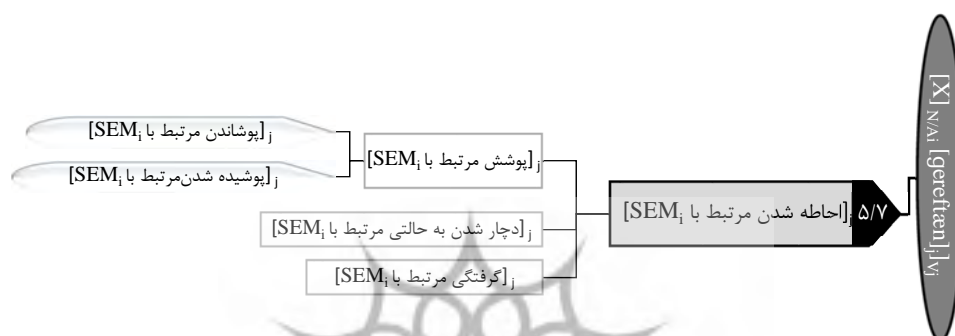 [X] N/Ai [gereftæn]j]Vj
۵/۷
[احاطه شدن مرتبط با SEMi]j
[پوشش مرتبط با SEMi]j
[پوشاندن مرتبط با SEMi]j
[پوشیده شدن‌مرتبط با SEMi]j
[دچار شدن به حالتی مرتبط با SEMi]j
[گرفتگی مرتبط با SEMi]j